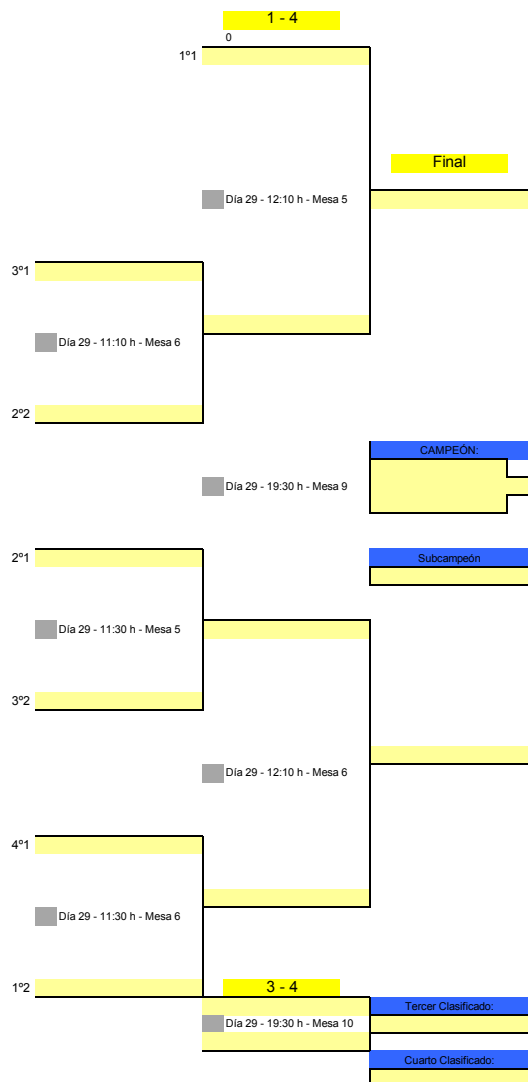 1 - 4
0
1º1
Final
Día 29 - 12:10 h - Mesa 5
3º1
Día 29 - 11:10 h - Mesa 6
2º2
CAMPEÓN:
Día 29 - 19:30 h - Mesa 9
2º1
Subcampeón
Día 29 - 11:30 h - Mesa 5
3º2
Día 29 - 12:10 h - Mesa 6
4º1
Día 29 - 11:30 h - Mesa 6
1º2
3 - 4
Tercer Clasificado:
Día 29 - 19:30 h - Mesa 10
Cuarto Clasificado: